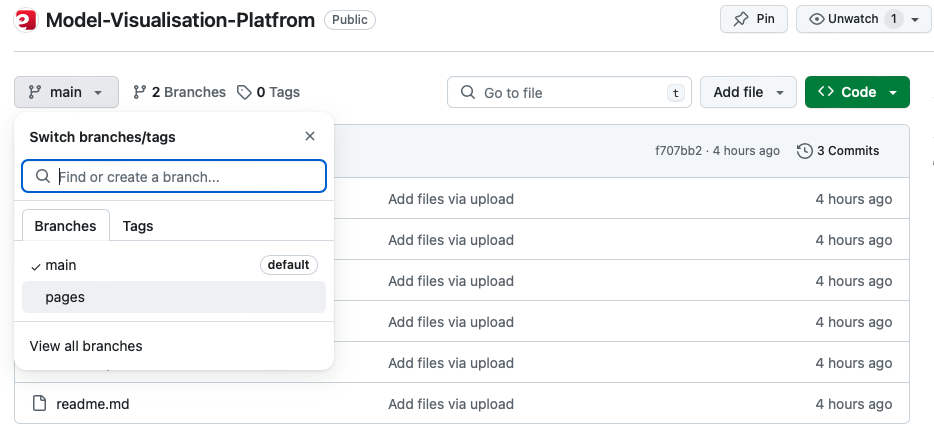 Model-Visualisation-Platfrom Public Pin Unwatch 1
main 2 Branches 0 Tags Go to file t Add file Code
Switch branches/tags
f707bb2 · 4 hours ago 3 Commits
Find or create a branch...
Add files via upload 4 hours ago
Branches Tags
Add files via upload 4 hours ago
main default
Add files via upload 4 hours ago
pages
Add files via upload 4 hours ago
View all branches
Add files via upload 4 hours ago
readme.md Add files via upload 4 hours ago